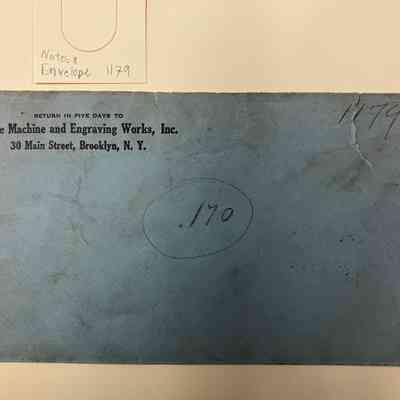 Notes &
Envelope 1179
1179
RETURN IN FIVE DAYS TO
Machine and Engraving Works, Inc.
30 Main Street, Brooklyn, N. Y.
.170